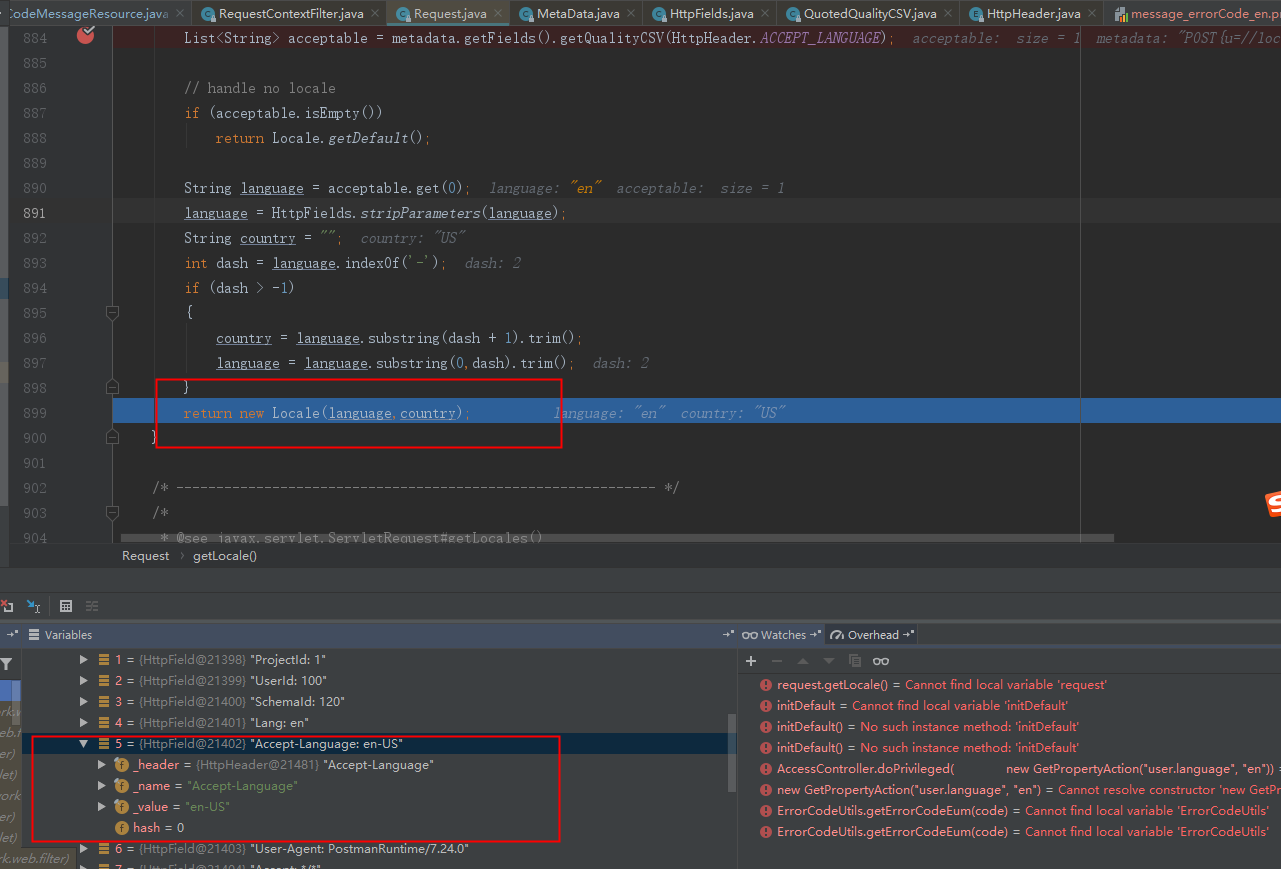 CodeMessageResource.java × RequestContextFilter.java × Request.java × MetaData.java × HttpFields.java × QuotedQualityCSV.java × HttpHeader.java × message_errorCode_en.pr
884 List<String> acceptable = metadata.getFields().getQualityCSV(HttpHeader.ACCEPT_LANGUAGE); acceptable: size = 1 metadata: "POST{u=//loc
885
886 // handle no locale
887 if (acceptable.isEmpty())
888 return Locale.getDefault();
889
890 String language = acceptable.get(0); language: "en" acceptable: size = 1
891 language = HttpFields.stripParameters(language);
892 String country = ""; country: "US"
893 int dash = language.indexOf('-'); dash: 2
894 if (dash > -1)
895 {
896 country = language.substring(dash + 1).trim();
897 language = language.substring(0,dash).trim(); dash: 2
898 }
899 return new Locale(language,country); language: "en" country: "US"
900 }
901
902 /* ------------------------------------------------------------ */
903 /*
904 * @see javax.servlet.ServletRequest#getLocales()
Request › getLocale()
Variables
Watches
Overhead
1 = {HttpField@21398} "ProjectId: 1"
2 = {HttpField@21399} "UserId: 100"
3 = {HttpField@21400} "SchemaId: 120"
4 = {HttpField@21401} "Lang: en"
5 = {HttpField@21402} "Accept-Language: en-US"
_header = {HttpHeader@21481} "Accept-Language"
_name = "Accept-Language"
_value = "en-US"
hash = 0
6 = {HttpField@21403} "User-Agent: PostmanRuntime/7.24.0"
7 = {HttpField@21404} "Accept: */*"
request.getLocale() = Cannot find local variable 'request'
initDefault = Cannot find local variable 'initDefault'
initDefault() = No such instance method: 'initDefault'
initDefault() = No such instance method: 'initDefault'
AccessController.doPrivileged( new GetPropertyAction("user.language", "en")) =
new GetPropertyAction("user.language", "en") = Cannot resolve constructor 'new GetPr
ErrorCodeUtils.getErrorCodeEum(code) = Cannot find local variable 'ErrorCodeUtils'
ErrorCodeUtils.getErrorCodeEum(code) = Cannot find local variable 'ErrorCodeUtils'
rk.web.filter)